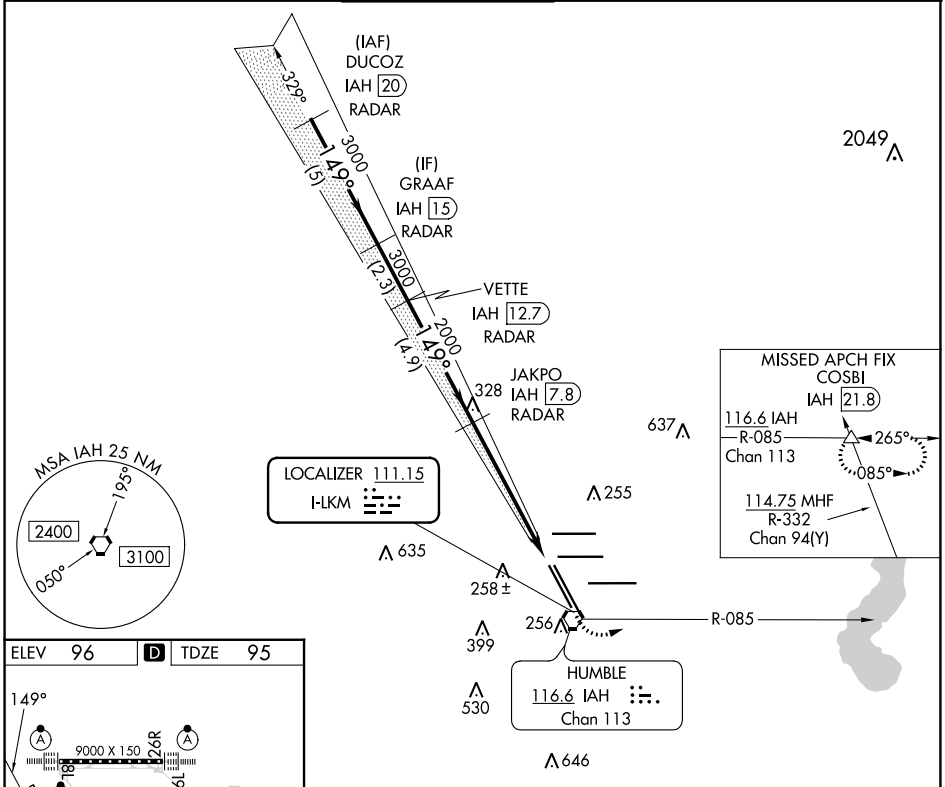 (IAF)
DUCOZ
IAH 20
RADAR
329°
3000
149°
(5)
2049
(IF)
GRAAF
IAH 15
RADAR
3000
(2.3)
VETTE
IAH 12.7
RADAR
2000
149°
(4.9)
JAKPO
IAH 7.8
RADAR
328
637
MISSED APCH FIX
COSBI
IAH 21.8
116.6 IAH
R-085
Chan 113
265°
085°
114.75 MHF
R-332
Chan 94(Y)
MSA IAH 25 NM
195°
2400
3100
050°
LOCALIZER 111.15
I-LKM
255
635
258 ±
256
399
R-085
HUMBLE
116.6 IAH
Chan 113
530
646
ELEV 96 D TDZE 95
149°
A
A
9000 X 150
26R
8L